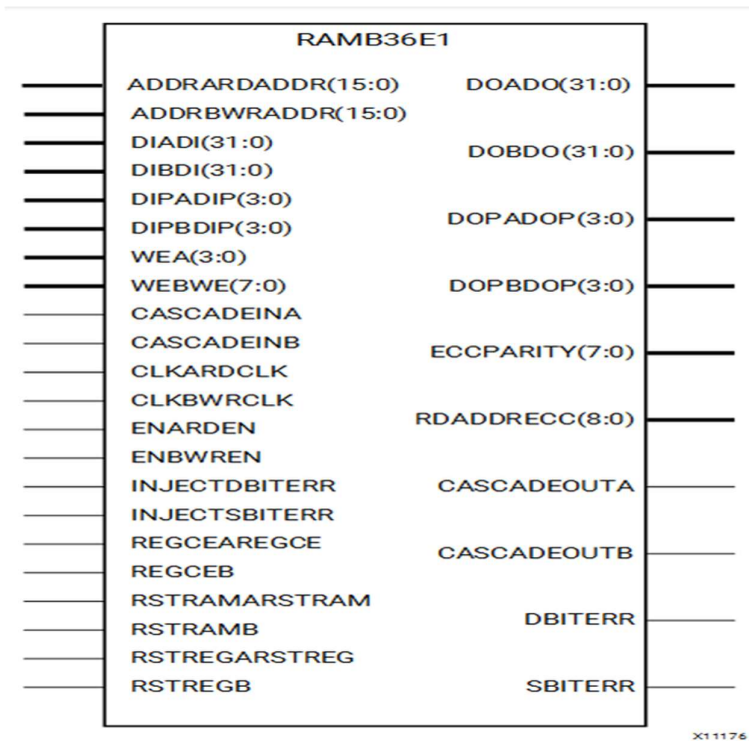 RAMB36E1
ADDRARDADDR(15:0)
ADDRBWRADDR(15:0)
DIADI(31:0)
DIBDI(31:0)
DIPADIP(3:0)
DIPBDIP(3:0)
WEA(3:0)
WEBWE(7:0)
CASCADEINA
CASCADEINB
CLKARDCLK
CLKBWRCLK
ENARDEN
ENBWREN
INJECTDBITERR
INJECTSBITERR
REGCEAREGCE
REGCEB
RSTRAMARSTRAM
RSTRAMB
RSTREGARSTREG
RSTREGB
DOADO(31:0)
DOBDO(31:0)
DOPADOP(3:0)
DOPBDOP(3:0)
ECCPARITY(7:0)
RDADDRECC(8:0)
CASCADEOUTA
CASCADEOUTB
DBITERR
SBITERR
X11176